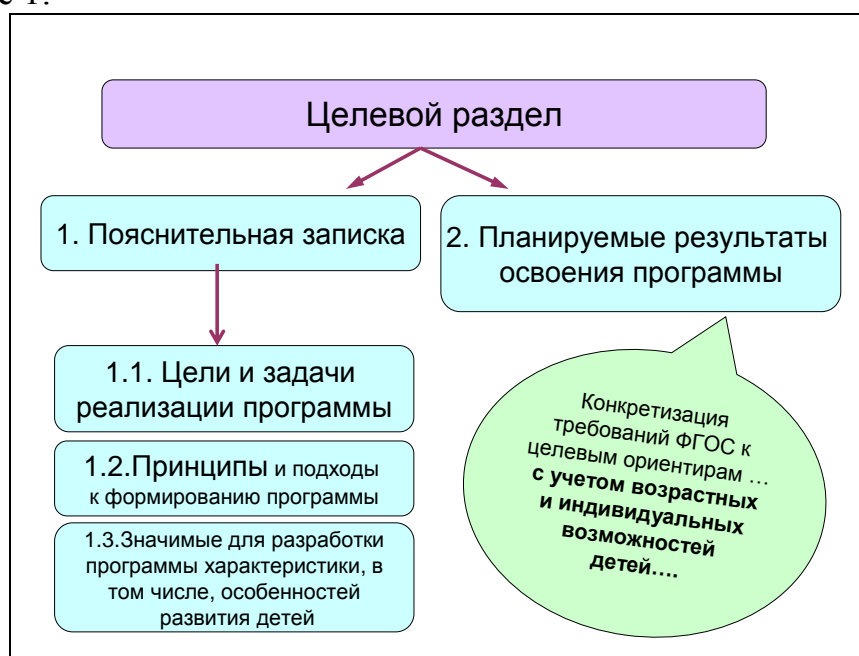 Целевой раздел
1. Пояснительная записка
2. Планируемые результаты
освоения программы
1.1. Цели и задачи
реализации программы
1.2.Принципы и подходы
к формированию программы
1.3.Значимые для разработки
программы характеристики, в
том числе, особенностей
развития детей
Конкретизация
требований ФГОС к
целевым ориентирам …
с учетом возрастных
и индивидуальных
возможностей
детей….